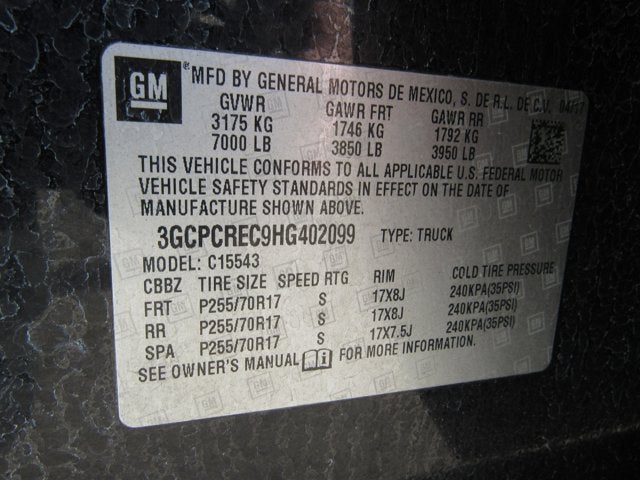 GM
MFD BY GENERAL MOTORS DE MEXICO, S. DE R.L. DE C.V.
GVWR GAWR FRT GAWR RR
3175 KG 1746 KG 1792 KG
7000 LB 3850 LB 3950 LB
THIS VEHICLE CONFORMS TO ALL APPLICABLE U.S. FEDERAL MOTOR
VEHICLE SAFETY STANDARDS IN EFFECT ON THE DATE OF
MANUFACTURE SHOWN ABOVE.
3GCPCREC9HG402099 TYPE: TRUCK
MODEL: C15543
CBBZ TIRE SIZE SPEED RTG RIM COLD TIRE PRESSURE
FRT P255/70R17 S 17X8J 240KPA(35PSI)
RR P255/70R17 S 17X8J 240KPA(35PSI)
SPA P255/70R17 S 17X7.5J 240KPA(35PSI)
SEE OWNER'S MANUAL FOR MORE INFORMATION.